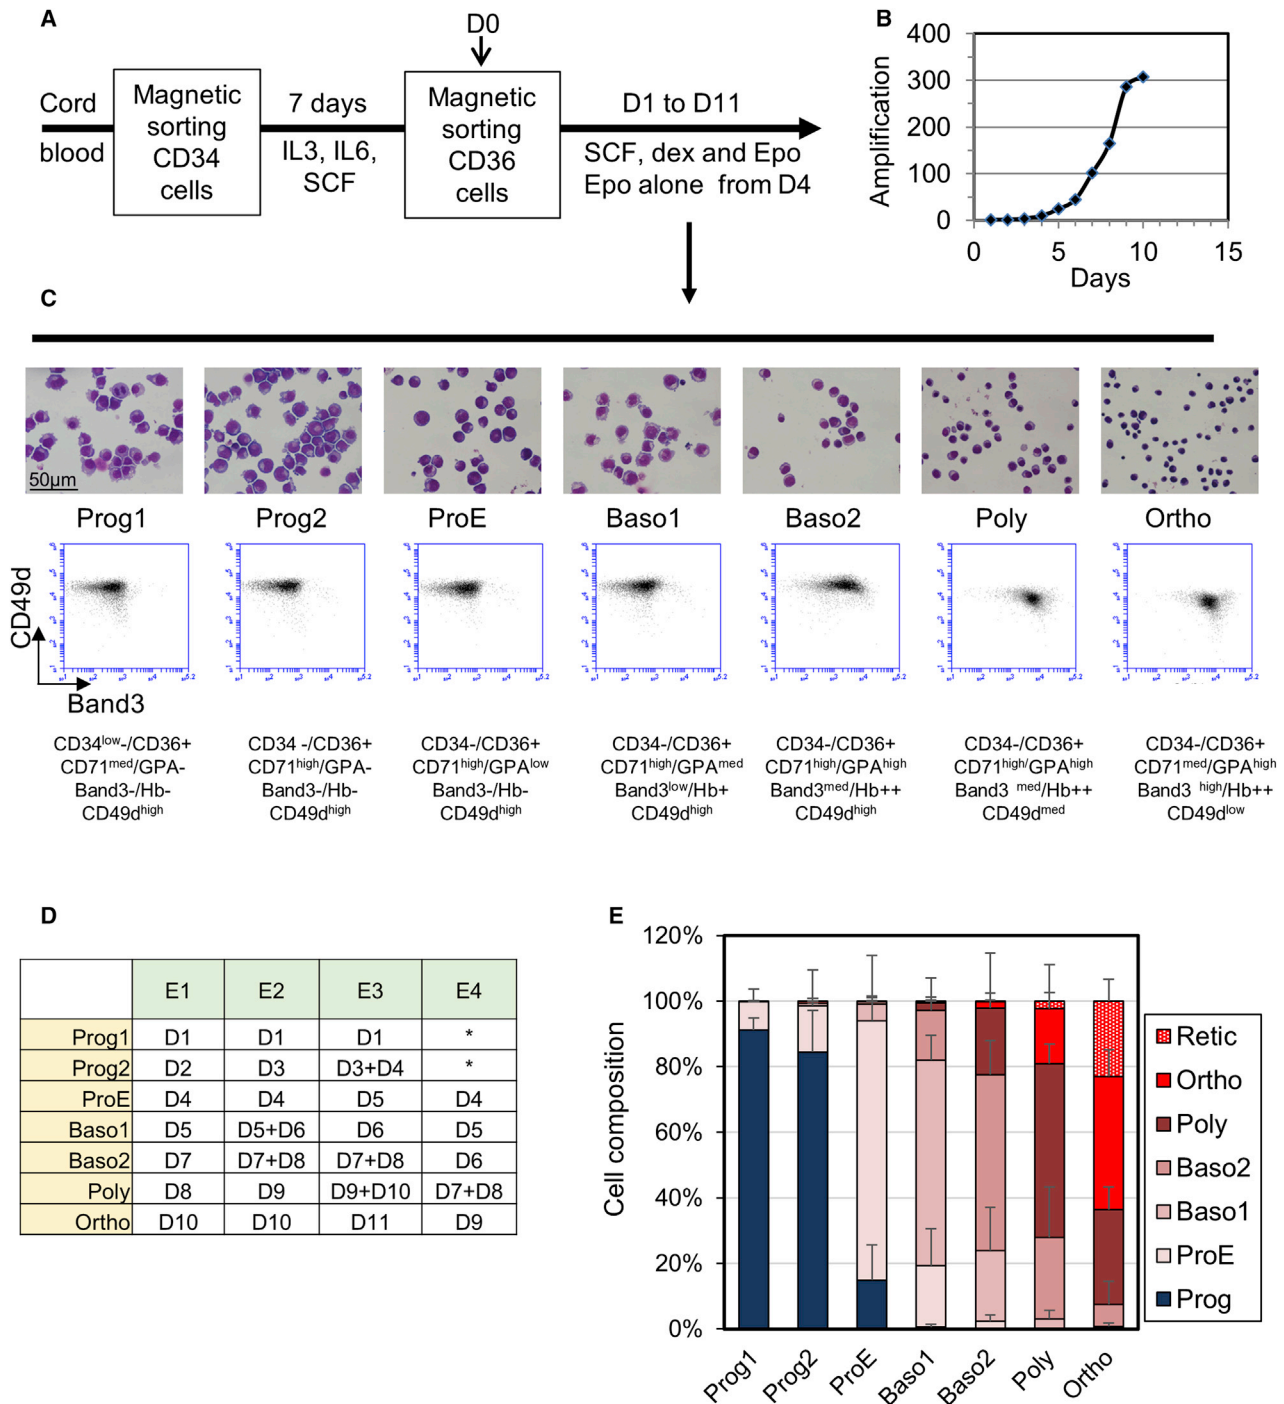 A
D0
Cord
blood
Magnetic
sorting
CD34
cells
7 days
IL3, IL6,
SCF
Magnetic
sorting
CD36
cells
D1 to D11
SCF, dex and Epo
Epo alone from D4
B
Amplification
400
300
200
100
0
0 5 10 15
Days
C
50µm
Prog1 Prog2 ProE Baso1 Baso2 Poly Ortho
CD49d
Band3
CD34low-/CD36+
CD71med/GPA-
Band3-/Hb-
CD49dhigh
CD34 -/CD36+
CD71high/GPA-
Band3-/Hb-
CD49dhigh
CD34-/CD36+
CD71high/GPAlow
Band3-/Hb-
CD49dhigh
CD34-/CD36+
CD71high/GPAmed
Band3low/Hb+
CD49dhigh
CD34-/CD36+
CD71high/GPAhigh
Band3med/Hb++
CD49dhigh
CD34-/CD36+
CD71high/GPAhigh
Band3 med/Hb++
CD49dmed
CD34-/CD36+
CD71med/GPAhigh
Band3 high/Hb++
CD49dlow
D
E1 E2 E3 E4
Prog1 D1 D1 D1 *
Prog2 D2 D3 D3+D4 *
ProE D4 D4 D5 D4
Baso1 D5 D5+D6 D6 D5
Baso2 D7 D7+D8 D7+D8 D6
Poly D8 D9 D9+D10 D7+D8
Ortho D10 D10 D11 D9
E
Cell composition
120%
100%
80%
60%
40%
20%
0%
Prog1 Prog2 ProE Baso1 Baso2 Poly Ortho
Retic
Ortho
Poly
Baso2
Baso1
ProE
Prog